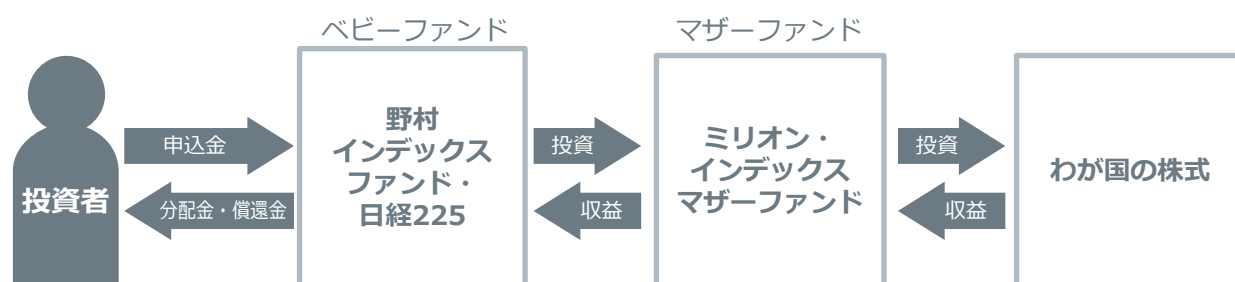 ベビーファンド
マザーファンド
投資者
申込金
分配金・償還金
野村
インデックス
ファンド・
日経225
投資
収益
ミリオン・
インデックス
マザーファンド
投資
収益
わが国の株式